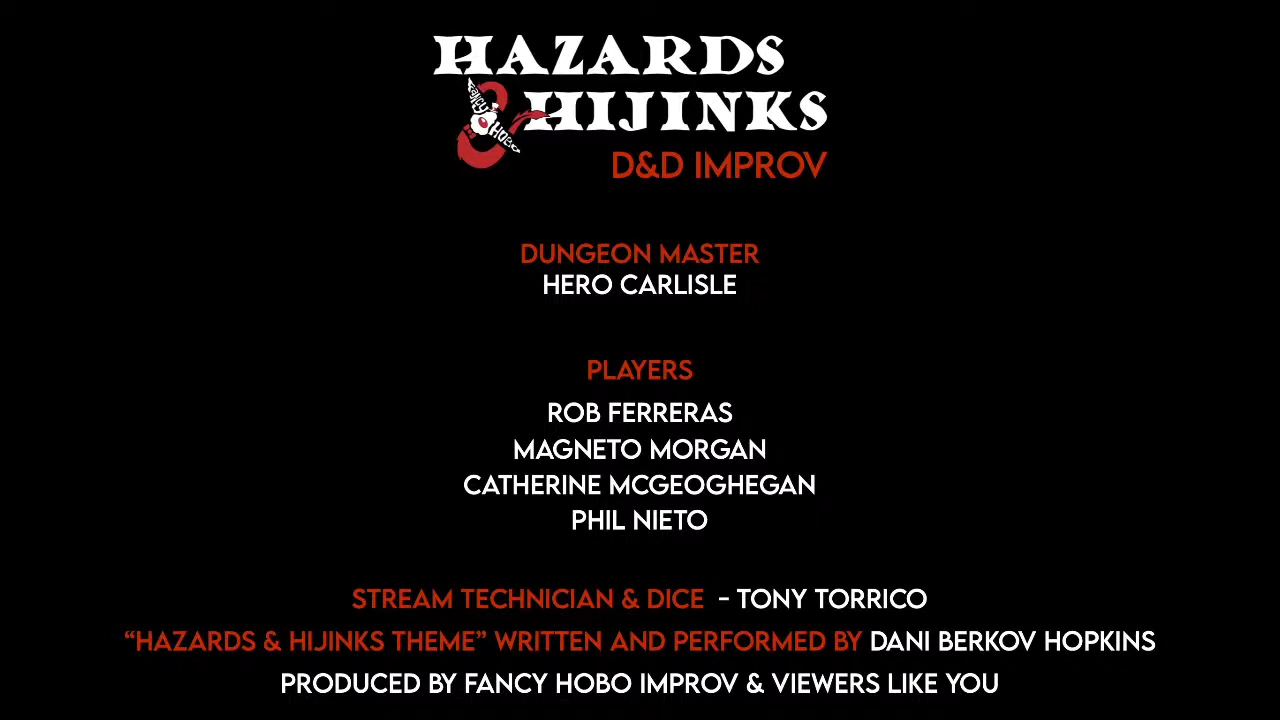 HAZARDS
& HIJINKS
FANCY HOBO
D&D IMPROV
DUNGEON MASTER
HERO CARLISLE
PLAYERS
ROB FERRERAS
MAGNETO MORGAN
CATHERINE MCGEOGHEGAN
PHIL NIETO
STREAM TECHNICIAN & DICE - TONY TORRICO
“HAZARDS & HIJINKS THEME” WRITTEN AND PERFORMED BY DANI BERKOV HOPKINS
PRODUCED BY FANCY HOBO IMPROV & VIEWERS LIKE YOU